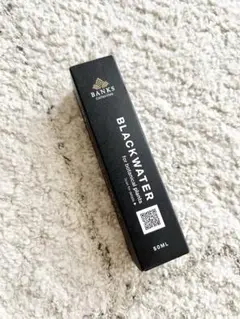 BANKS
BLACKWATER
for botanical plants
50ML